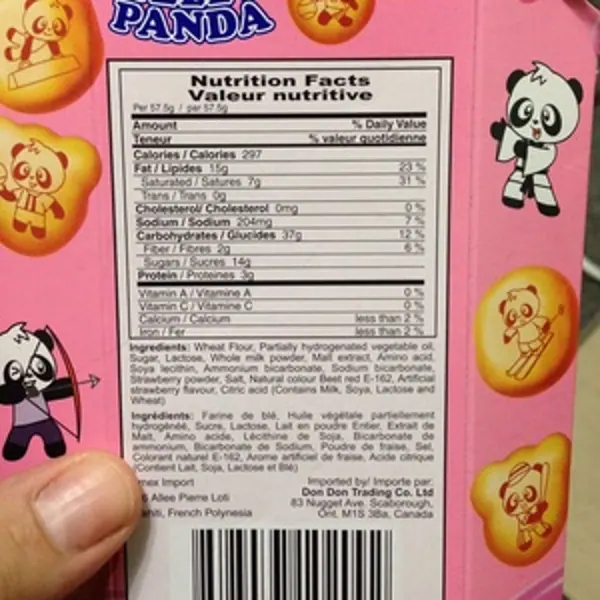 PANDA
Nutrition Facts
Valeur nutritive
Per 57.5g / per 57.5g
Amount % Daily Value
Teneur % valeur quotidienne
Calories / Calories 297
Fat / Lipides 15g 23 %
Saturated / Satures 7g 31 %
Trans / Trans 0g
Cholesterol/ Cholesterol 0mg 0 %
Sodium / Sodium 204mg 7 %
Carbohydrates / Glucides 37g 12 %
Fiber / Fibres 2g 6 %
Sugars / Sucres 14g
Protein / Proteines 3g
Vitamin A / Vitamine A 0 %
Vitamin C / Vitamine C 0 %
Calcium / Calcium less than 2 %
Iron / Fer less than 2 %
Ingredients: Wheat Flour, Partially hydrogenated vegetable oil,
Sugar, Lactose, Whole milk powder, Malt extract, Amino acid,
Soya lecithin, Ammonium bicarbonate, Sodium bicarbonate,
Strawberry powder, Salt, Natural colour Beet red E-162, Artificial
strawberry flavour, Citric acid (Contains Milk, Soya, Lactose and
Wheat)
Ingrédients: Farine de blé, Huile végétale partiellement
hydrogénéé, Sucre, Lactose, Lait en poudre Entier, Extrait de
Malt, Amino acide, Lécithine de Soja, Bicarbonate de
ammonium, Bicarbonate de Sodium, Poudre de fraise, Sel,
Colorant naturel E-162, Arome artificiel de fraise, Acide citrique
(Contient Lait, Soja, Lactose et Blé)
Import
Allee Pierre Loti
French Polynesia
Imported by/ Importe par:
Don Don Trading Co. Ltd
83 Nugget Ave. Scaborough,
Ont. M1S 3Ba, Canada